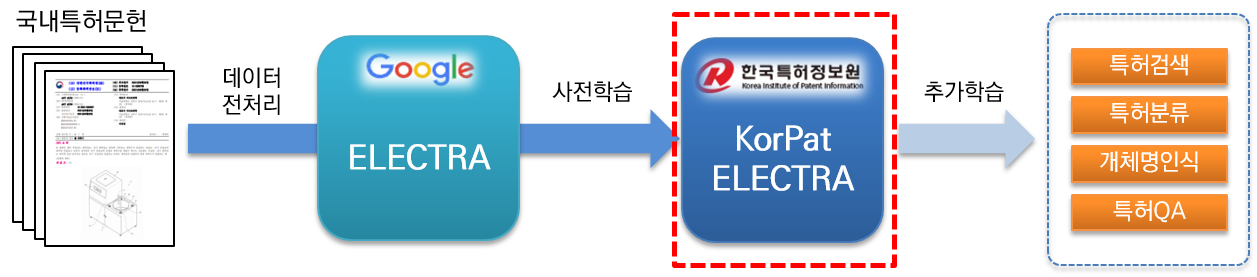 국내특허문헌
데이터
전처리
Google
ELECTRA
사전학습
한국특허정보원
Korea Institute of Patent Information
KorPat
ELECTRA
추가학습
특허검색
특허분류
개체명인식
특허QA